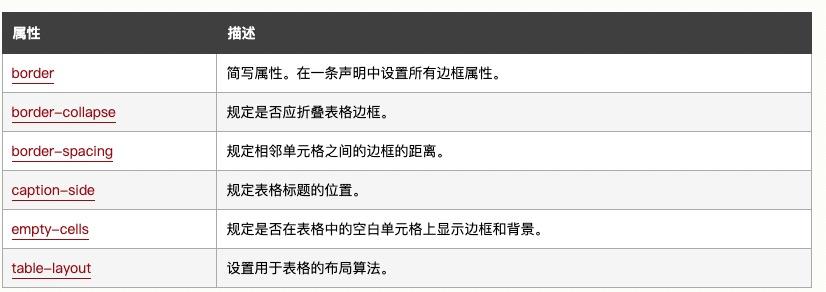 属性 描述
border 简写属性。在一条声明中设置所有边框属性。
border-collapse 规定是否应折叠表格边框。
border-spacing 规定相邻单元格之间的边框的距离。
caption-side 规定表格标题的位置。
empty-cells 规定是否在表格中的空白单元格上显示边框和背景。
table-layout 设置用于表格的布局算法。